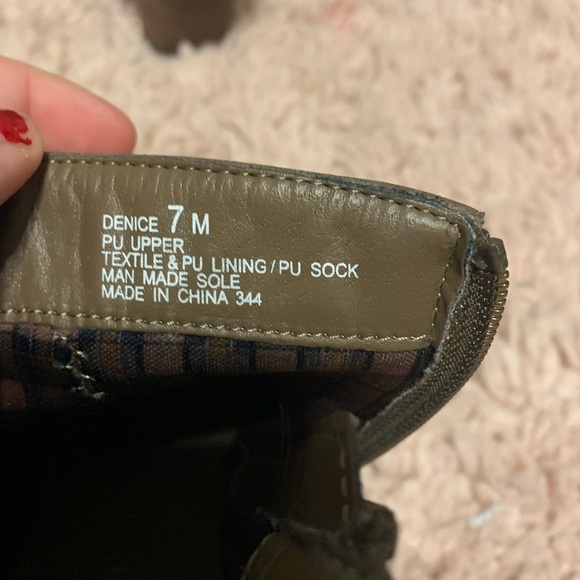 DENICE 7 M
PU UPPER
TEXTILE & PU LINING / PU SOCK
MAN MADE SOLE
MADE IN CHINA 344